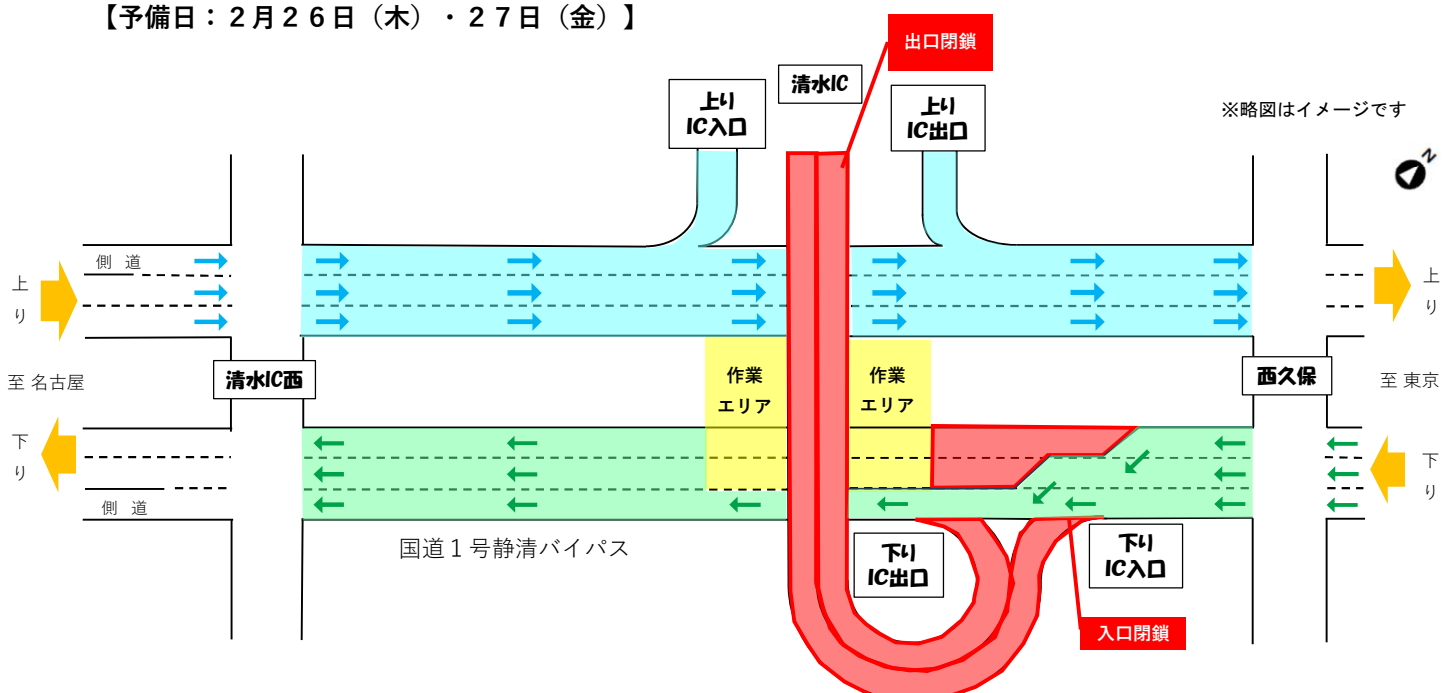 【予備日：２月２６日（木）・２７日（金）】
出口閉鎖
清水IC
上り
IC入口
上り
IC出口
※略図はイメージです
N
側 道
上
り
上
り
至 名古屋
清水IC西
作業
エリア
作業
エリア
西久保
至 東京
下
り
下
り
側 道
国道１号静清バイパス
下り
IC出口
下り
IC入口
入口閉鎖